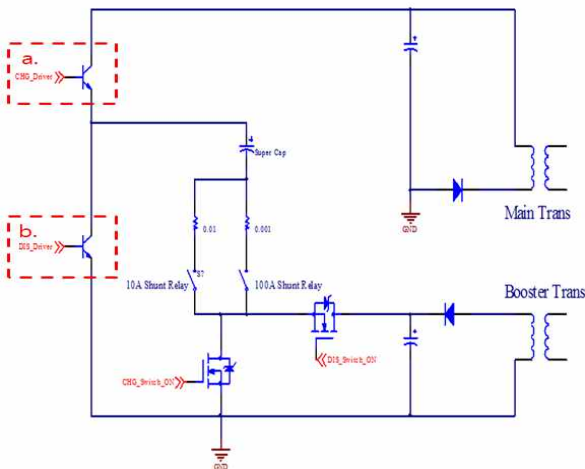 a.
CHG_Driver
Super Cap
GND
Main Trans
b.
DIS_Driver
0.01
0.001
S?
10A Shunt Relay
100A Shunt Relay
Booster Trans
DIS_Switch_ON
CHG_Switch_ON
GND